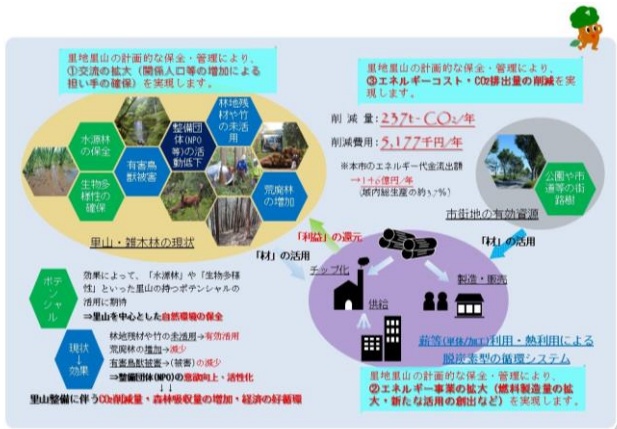 里地里山の計画的な保全・管理により、
①交流の拡大（関係人口等の増加による
担い手の確保）を実現します。
里地里山の計画的な保全・管理により、
③エネルギーコスト・CO2排出量の削減を実
現します。
削減量：237t-CO2/年
削減費用：5,177千円/年
※本市のエネルギー代金流出額
→146億円/年
（域内総生産の約3.7%）
水源林
の保全
生物多
様性の
確保
有害鳥
獣被害
整備団
体(NPO
等)の活
動低下
林地残
材や竹
の未活
用
荒廃林
の増加
里山・雑木林の現状
公園や市
道等の街
路樹
市街地の有効資源
「利益」の還元
「材」の活用
「材」の活用
チップ化
製造・販売
供給
薪等(単体/加工)利用・熱利用による
脱炭素型の循環システム
ポテ
ンシ
ャル
効果によって、「水源林」や「生物多様
性」といった里山の持つポテンシャルの
活用に期待
⇒里山を中心とした自然環境の保全
現状
↓
効果
林地残材や竹の未活用→有効活用
荒廃林の増加→減少
有害鳥獣被害→(被害)の減少
⇒整備団体(NPO)の意欲向上・活性化
↓↓
里山整備に伴うCO2削減量・森林吸収量の増加・経済の好循環
里地里山の計画的な保全・管理により、
②エネルギー事業の拡大（燃料製造量の拡
大・新たな活用の創出など）を実現します。